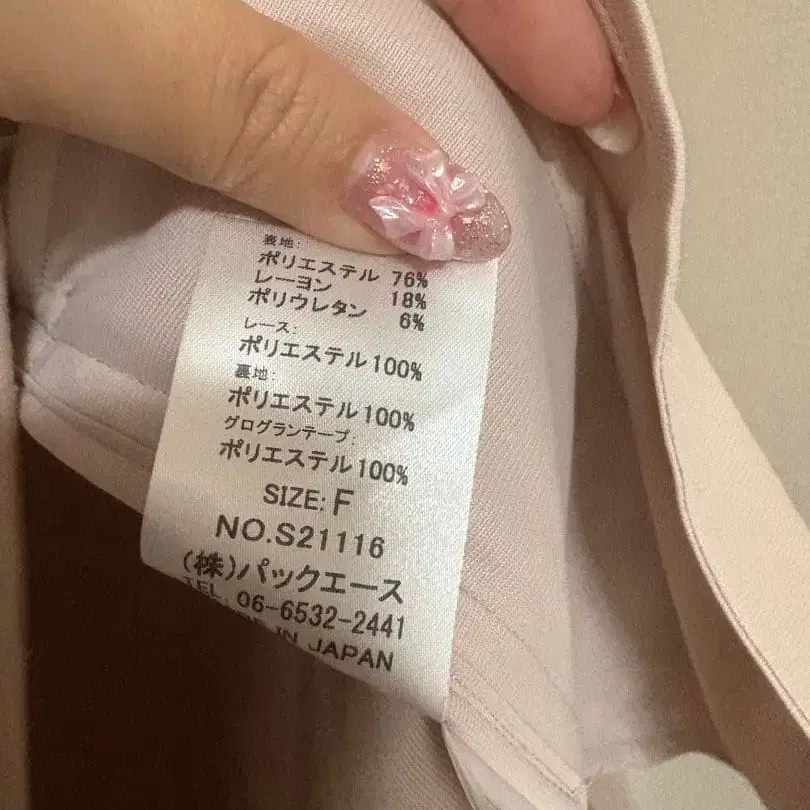 表地:
ポリエステル 76%
レーヨン 18%
ポリウレタン 6%
レース:
ポリエステル100%
裏地:
ポリエステル100%
グログランテープ:
ポリエステル100%
SIZE: F
NO.S21116
(株)パックエース
TEL 06-6532-2441
IN JAPAN